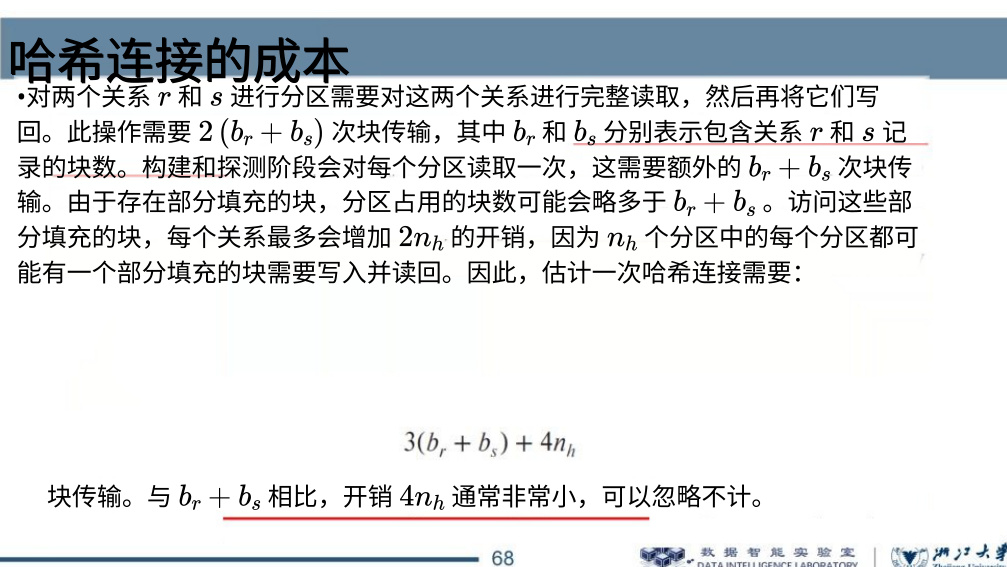 哈希连接的成本
•对两个关系 r 和 s 进行分区需要对这两个关系进行完整读取，然后再将它们写
回。此操作需要 2 (b_r + b_s) 次块传输，其中 b_r 和 b_s 分别表示包含关系 r 和 s 记
录的块数。构建和探测阶段会对每个分区读取一次，这需要额外的 b_r + b_s 次块传
输。由于存在部分填充的块，分区占用的块数可能会略多于 b_r + b_s 。访问这些部
分填充的块，每个关系最多会增加 2n_h 的开销，因为 n_h 个分区中的每个分区都可
能有一个部分填充的块需要写入并读回。因此，估计一次哈希连接需要：
3(b_r + b_s) + 4n_h
块传输。与 b_r + b_s 相比，开销 4n_h 通常非常小，可以忽略不计。
68
数据智能实验室
DATA INTELLIGENCE LABORATORY
浙江大学
Zhejiang University